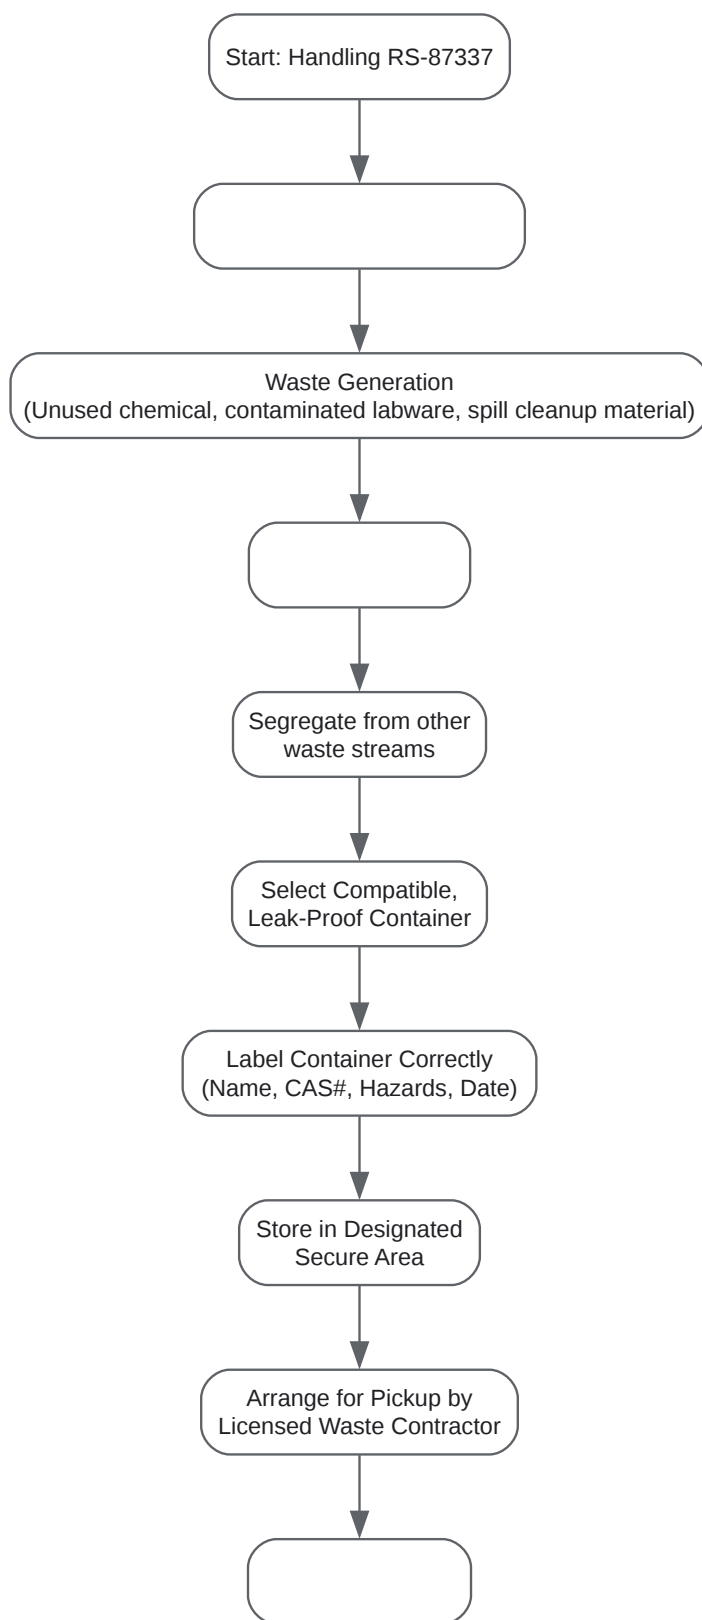 Start: Handling RS-87337
Waste Generation
(Unused chemical, contaminated labware, spill cleanup material)
Segregate from other
waste streams
Select Compatible,
Leak-Proof Container
Label Container Correctly
(Name, CAS#, Hazards, Date)
Store in Designated
Secure Area
Arrange for Pickup by
Licensed Waste Contractor